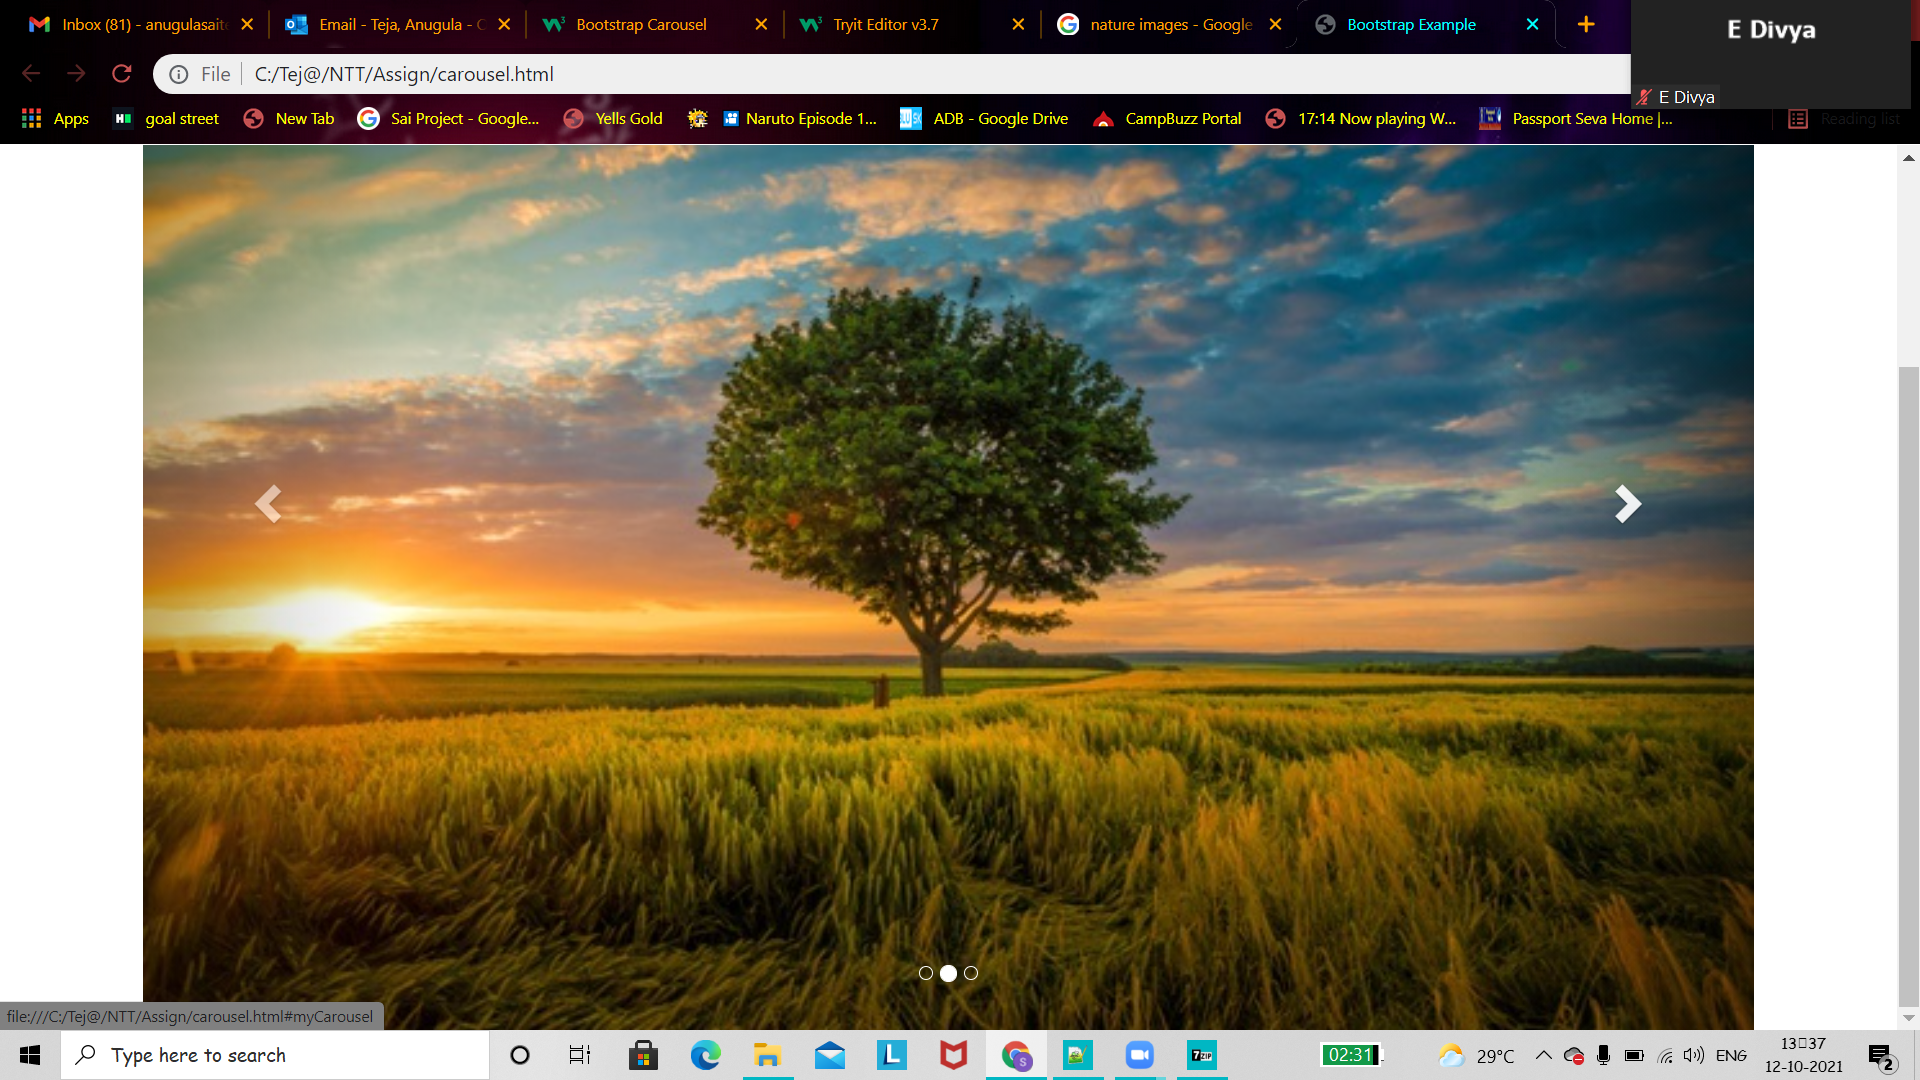 Inbox (81) - anugulasaite
Email - Teja, Anugula - C
Bootstrap Carousel
Tryit Editor v3.7
nature images - Google
Bootstrap Example
E Divya
File
C:/Tej@/NTT/Assign/carousel.html
E Divya
Apps
goal street
New Tab
Sai Project - Google...
Yells Gold
Naruto Episode 1...
ADB - Google Drive
CampBuzz Portal
17:14 Now playing W...
Passport Seva Home |...
Reading list
file:///C:/Tej@/NTT/Assign/carousel.html#myCarousel
Type here to search
L
7ZIP
02:31
29°C
ENG
13▯37
12-10-2021
2